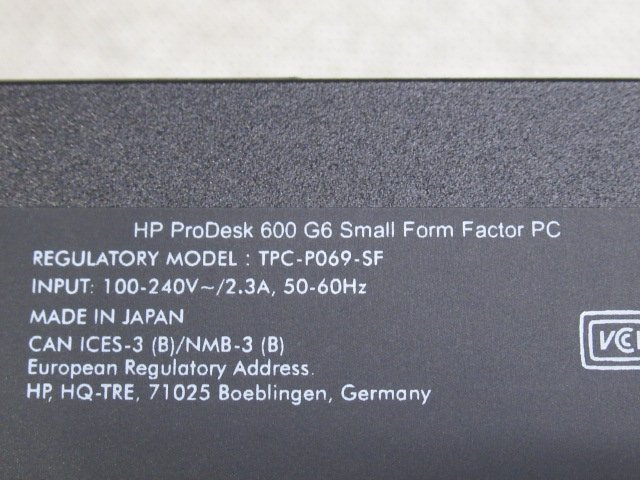 HP ProDesk 600 G6 Small Form Factor PC
REGULATORY MODEL : TPC-P069-SF
INPUT: 100-240V~/2.3A, 50-60Hz
MADE IN JAPAN
CAN ICES-3 (B)/NMB-3 (B)
European Regulatory Address.
HP, HQ-TRE, 71025 Boeblingen, Germany